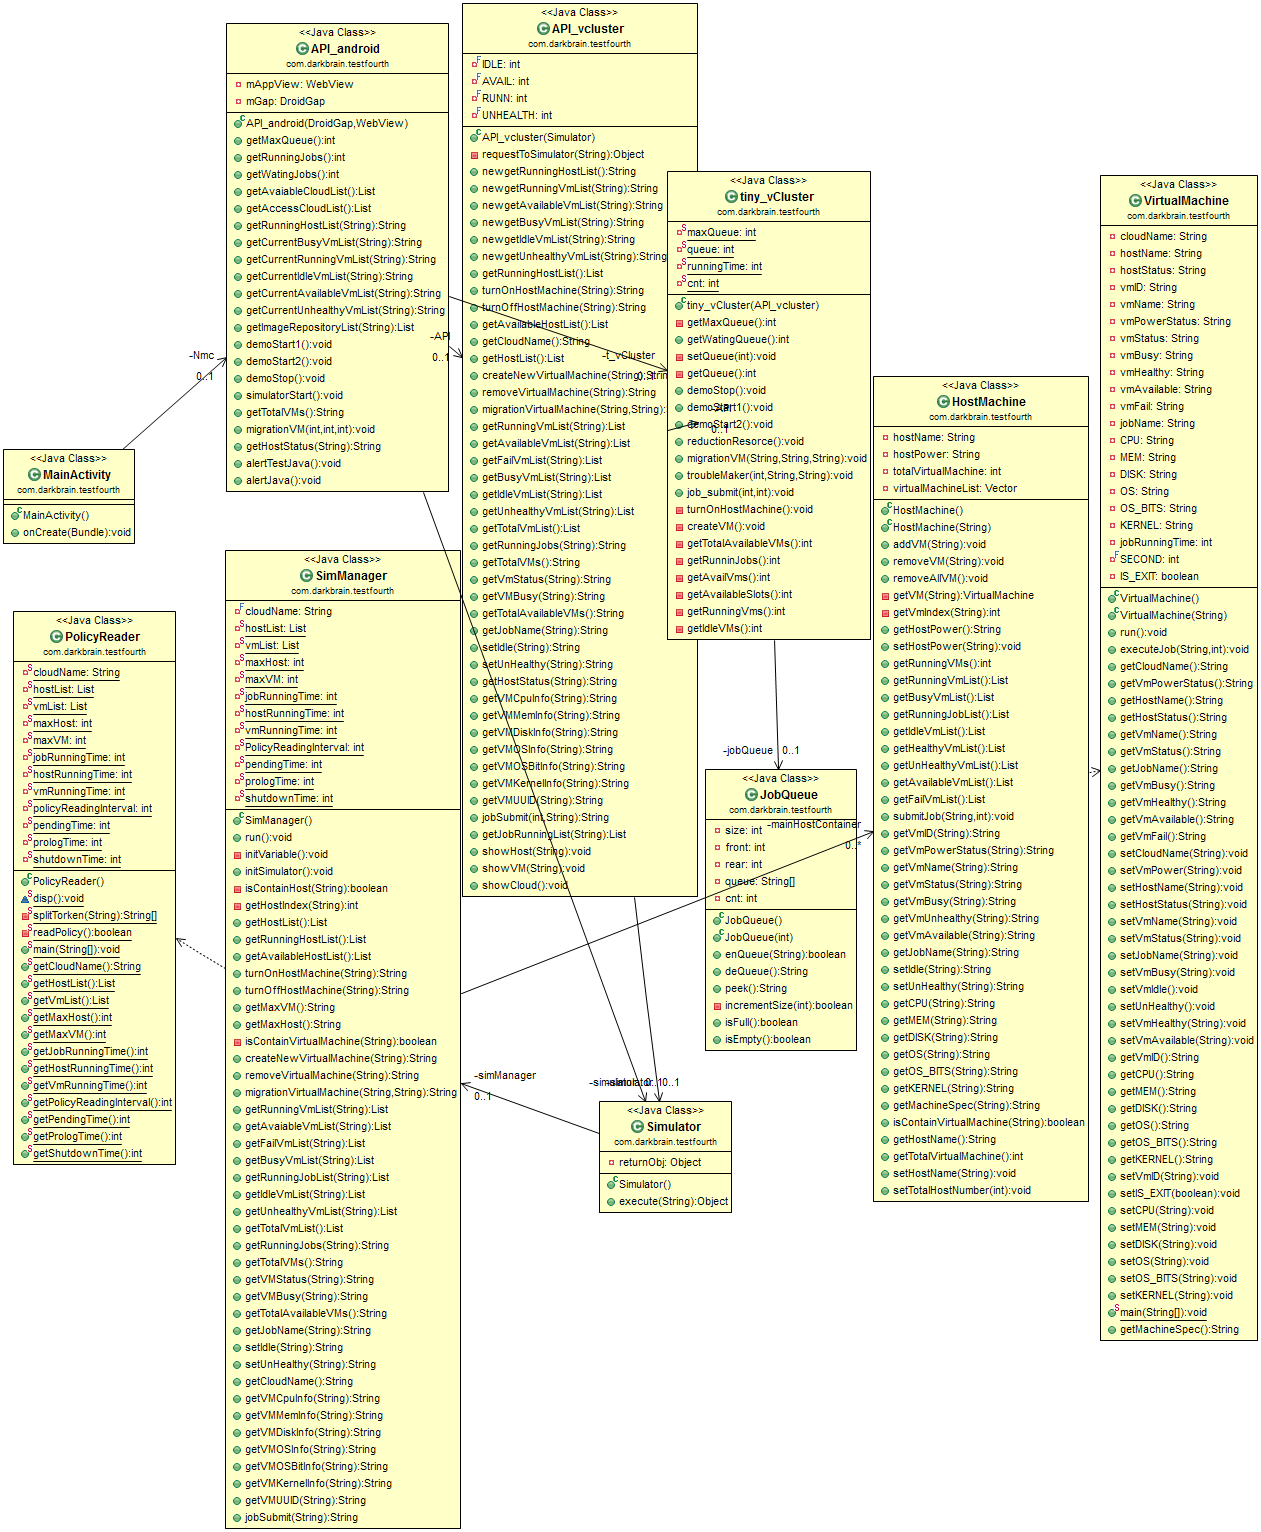 <<Java Class>>
API_android
com.darkbrain.testfourth
mAppView: WebView
mGap: DroidGap
API_android(DroidGap,WebView)
getMaxQueue():int
getRunningJobs():int
getWatingJobs():int
getAvaiableCloudList():List
getAccessCloudList():List
getRunningHostList(String):String
getCurrentBusyVmList(String):String
getCurrentRunningVmList(String):String
getCurrentIdleVmList(String):String
getCurrentAvailableVmList(String):String
getCurrentUnhealthyVmList(String):String
getImageRepositoryList(String):List
demoStart1():void
demoStart2():void
demoStop():void
simulatorStart():void
getTotalVMs():String
migrationVM(int,int,int):void
getHostStatus(String):String
alertTestJava():void
alertJava():void
<<Java Class>>
API_vcluster
com.darkbrain.testfourth
IDLE: int
AVAIL: int
RUNN: int
UNHEALTH: int
API_vcluster(Simulator)
requestToSimulator(String):Object
newgetRunningHostList():String
newgetRunningVmList(String):String
newgetAvailableVmList(String):String
newgetBusyVmList(String):String
newgetIdleVmList(String):String
newgetUnhealthyVmList(String):String
getRunningHostList():List
turnOnHostMachine(String):String
turnOffHostMachine(String):String
getAvailableHostList():List
getCloudName():String
getHostList():List
createNewVirtualMachine(String):Strin
removeVirtualMachine(String):String
migrationVirtualMachine(String,String):
getRunningVmList(String):List
getAvailableVmList(String):List
getFailVmList(String):List
getBusyVmList(String):List
getIdleVmList(String):List
getUnhealthyVmList(String):List
getTotalVmList():List
getRunningJobs(String):String
getTotalVMs():String
getVmStatus(String):String
getVMBusy(String):String
getTotalAvailableVMs():String
getJobName(String):String
setIdle(String):String
setUnHealthy(String):String
getHostStatus(String):String
getVMCpuInfo(String):String
getVMMemInfo(String):String
getVMDiskInfo(String):String
getVMOSInfo(String):String
getVMOSBitInfo(String):String
getVMKernelInfo(String):String
getVMUUID(String):String
jobSubmit(int,String):String
getJobRunningList(String):List
showHost(String):void
showVM(String):void
showCloud():void
<<Java Class>>
tiny_vCluster
com.darkbrain.testfourth
maxQueue: int
queue: int
runningTime: int
cnt: int
tiny_vCluster(API_vcluster)
getMaxQueue():int
getWatingQueue():int
setQueue(int):void
getQueue():int
demoStop():void
demoStart1():void
demoStart2():void
reductionResorce():void
migrationVM(String,String,String):void
troubleMaker(int,String,String):void
job_submit(int,int):void
turnOnHostMachine():void
createVM():void
getTotalAvailableVMs():int
getRunninJobs():int
getAvailVms():int
getAvailableSlots():int
getRunningVms():int
getIdleVMs():int
<<Java Class>>
VirtualMachine
com.darkbrain.testfourth
cloudName: String
hostName: String
hostStatus: String
vmID: String
vmName: String
vmPowerStatus: String
vmStatus: String
vmBusy: String
vmHealthy: String
vmAvailable: String
vmFail: String
jobName: String
CPU: String
MEM: String
DISK: String
OS: String
OS_BITS: String
KERNEL: String
jobRunningTime: int
SECOND: int
IS_EXIT: boolean
VirtualMachine()
VirtualMachine(String)
run():void
executeJob(String,int):void
getCloudName():String
getVmPowerStatus():String
getHostName():String
getHostStatus():String
getVmName():String
getVmStatus():String
getJobName():String
getVmBusy():String
getVmHealthy():String
getVmAvailable():String
getVmFail():String
setCloudName(String):void
setVmPower(String):void
setHostName(String):void
setHostStatus(String):void
setVmName(String):void
setVmStatus(String):void
setJobName(String):void
setVmBusy(String):void
setVmIdle():void
setUnHealthy():void
setVmHealthy(String):void
setVmAvailable(String):void
getVmID():String
getCPU():String
getMEM():String
getDISK():String
getOS():String
getOS_BITS():String
getKERNEL():String
setVmID(String):void
setIS_EXIT(boolean):void
setCPU(String):void
setMEM(String):void
setDISK(String):void
setOS(String):void
setOS_BITS(String):void
setKERNEL(String):void
main(String[]):void
getMachineSpec():String
<<Java Class>>
HostMachine
com.darkbrain.testfourth
hostName: String
hostPower: String
totalVirtualMachine: int
virtualMachineList: Vector
HostMachine()
HostMachine(String)
addVM(String):void
removeVM(String):void
removeAllVM():void
getVM(String):VirtualMachine
getVmIndex(String):int
getHostPower():String
setHostPower(String):void
getRunningVMs():int
getRunningVmList():List
getBusyVmList():List
getRunningJobList():List
getIdleVmList():List
getHealthyVmList():List
getUnHealthyVmList():List
getAvailableVmList():List
getFailVmList():List
submitJob(String,int):void
getVmID(String):String
getVmPowerStatus(String):String
getVmName(String):String
getVmStatus(String):String
getVmBusy(String):String
getVmUnhealthy(String):String
getVmAvailable(String):String
getJobName(String):String
setIdle(String):String
setUnHealthy(String):String
getCPU(String):String
getMEM(String):String
getDISK(String):String
getOS(String):String
getOS_BITS(String):String
getKERNEL(String):String
getMachineSpec(String):String
isContainVirtualMachine(String):boolean
getHostName():String
getTotalVirtualMachine():int
setHostName(String):void
setTotalHostNumber(int):void
<<Java Class>>
MainActivity
com.darkbrain.testfourth
MainActivity()
onCreate(Bundle):void
<<Java Class>>
SimManager
com.darkbrain.testfourth
cloudName: String
hostList: List
vmList: List
maxHost: int
maxVM: int
jobRunningTime: int
hostRunningTime: int
vmRunningTime: int
PolicyReadingInterval: int
pendingTime: int
prologTime: int
shutdownTime: int
SimManager()
run():void
initVariable():void
initSimulator():void
isContainHost(String):boolean
getHostIndex(String):int
getHostList():List
getRunningHostList():List
getAvailableHostList():List
turnOnHostMachine(String):String
turnOffHostMachine(String):String
getMaxVM():String
getMaxHost():String
isContainVirtualMachine(String):boolean
createNewVirtualMachine(String):String
removeVirtualMachine(String):String
migrationVirtualMachine(String,String):String
getRunningVmList(String):List
getAvaiableVmList(String):List
getFailVmList(String):List
getBusyVmList(String):List
getRunningJobList(String):List
getIdleVmList(String):List
getUnhealthyVmList(String):List
getTotalVmList():List
getRunningJobs(String):String
getTotalVMs():String
getVMStatus(String):String
getVMBusy(String):String
getTotalAvailableVMs():String
getJobName(String):String
setIdle(String):String
setUnHealthy(String):String
getCloudName():String
getVMCpuInfo(String):String
getVMMemInfo(String):String
getVMDiskInfo(String):String
getVMOSInfo(String):String
getVMOSBitInfo(String):String
getVMKernelInfo(String):String
getVMUUID(String):String
jobSubmit(String):String
<<Java Class>>
PolicyReader
com.darkbrain.testfourth
cloudName: String
hostList: List
vmList: List
maxHost: int
maxVM: int
jobRunningTime: int
hostRunningTime: int
vmRunningTime: int
policyReadingInterval: int
pendingTime: int
prologTime: int
shutdownTime: int
PolicyReader()
disp():void
splitTorken(String):String[]
readPolicy():boolean
main(String[]):void
getCloudName():String
getHostList():List
getVmList():List
getMaxHost():int
getMaxVM():int
getJobRunningTime():int
getHostRunningTime():int
getVmRunningTime():int
getPolicyReadingInterval():int
getPendingTime():int
getPrologTime():int
getShutdownTime():int
<<Java Class>>
JobQueue
com.darkbrain.testfourth
size: int
front: int
rear: int
queue: String[]
cnt: int
JobQueue()
JobQueue(int)
enQueue(String):boolean
deQueue():String
peek():String
incrementSize(int):boolean
isFull():boolean
isEmpty():boolean
<<Java Class>>
Simulator
com.darkbrain.testfourth
returnObj: Object
Simulator()
execute(String):Object
-Nmc
0..1
-API
0..1
-t_vCluster
0..1
-API
0..1
-jobQueue
0..1
-mainHostContainer
0..*
-simManager
0..1
-simulator
0..1
0..1